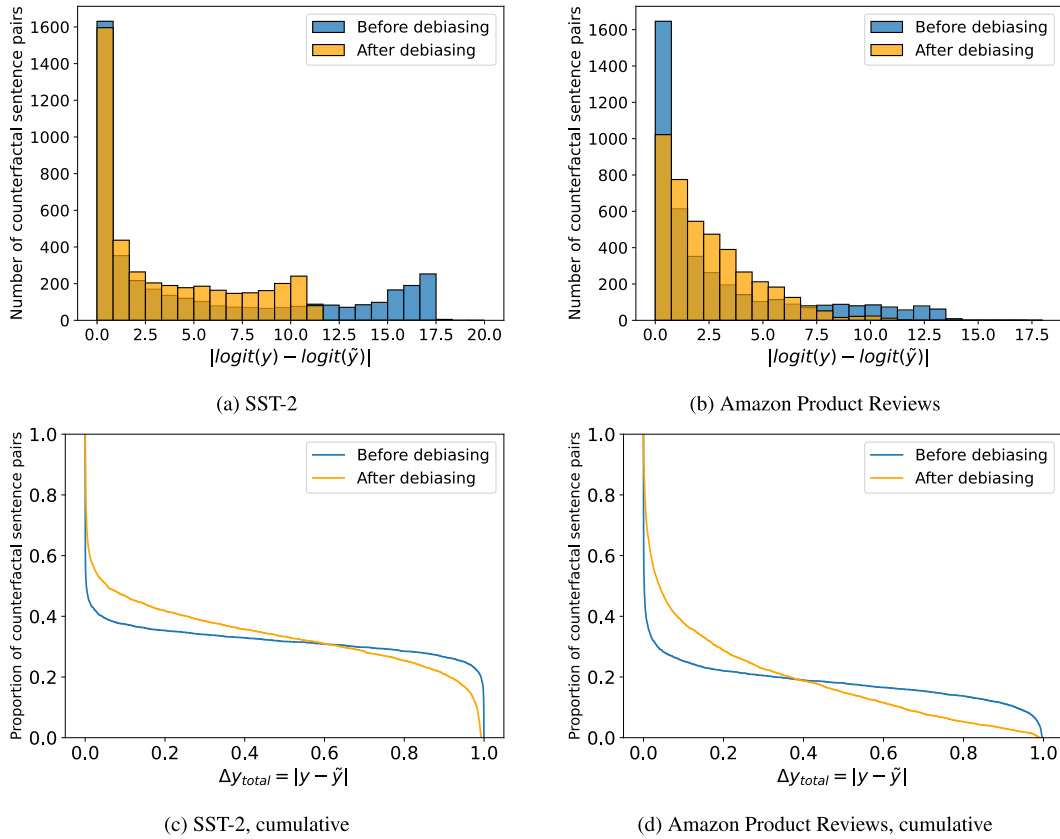 Number of counterfactal sentence pairs
1600
1400
1200
1000
800
600
400
200
0
0.0 2.5 5.0 7.5 10.0 12.5 15.0 17.5 20.0
|logit(y) − logit(ỹ)|
Before debiasing
After debiasing
(a) SST-2
Number of counterfactal sentence pairs
1600
1400
1200
1000
800
600
400
200
0
0.0 2.5 5.0 7.5 10.0 12.5 15.0 17.5
|logit(y) − logit(ỹ)|
Before debiasing
After debiasing
(b) Amazon Product Reviews
Proportion of counterfactal sentence pairs
1.0
0.8
0.6
0.4
0.2
0.0
0.0 0.2 0.4 0.6 0.8 1.0
Δy_total = |y − ỹ|
Before debiasing
After debiasing
(c) SST-2, cumulative
Proportion of counterfactal sentence pairs
1.0
0.8
0.6
0.4
0.2
0.0
0.0 0.2 0.4 0.6 0.8 1.0
Δy_total = |y − ỹ|
Before debiasing
After debiasing
(d) Amazon Product Reviews, cumulative